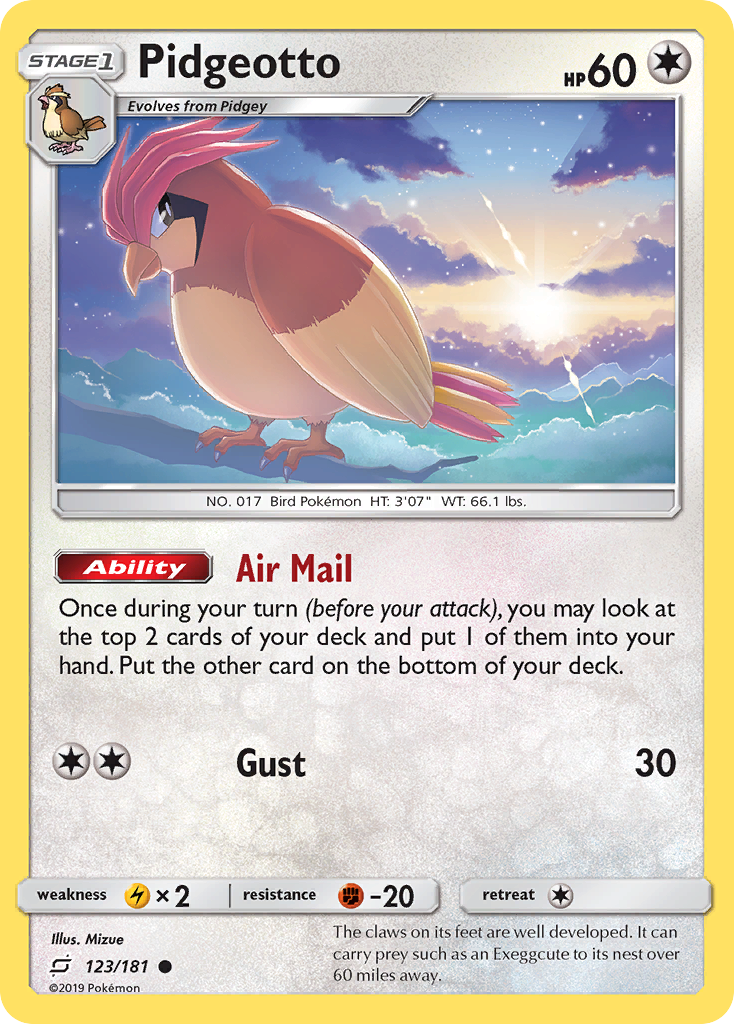 STAGE1
Pidgeotto
HP60
Evolves from Pidgey
NO. 017 Bird Pokémon HT: 3'07" WT: 66.1 lbs.
Ability Air Mail
Once during your turn (before your attack), you may look at
the top 2 cards of your deck and put 1 of them into your
hand. Put the other card on the bottom of your deck.
Gust 30
weakness ×2 resistance -20 retreat
Illus. Mizue
123/181
©2019 Pokémon
The claws on its feet are well developed. It can
carry prey such as an Exeggcute to its nest over
60 miles away.